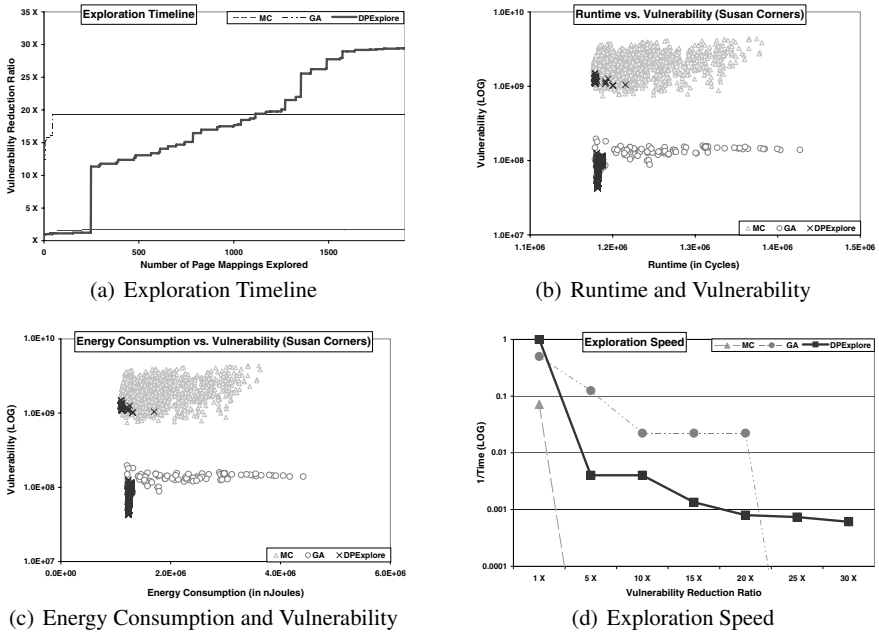 Exploration Timeline
MC GA DPExplore
Vulnerability Reduction Ratio
35 X
30 X
25 X
20 X
15 X
10 X
5 X
X
0 500 1000 1500
Number of Page Mappings Explored
(a) Exploration Timeline
Runtime vs. Vulnerability (Susan Corners)
Vulnerability (LOG)
1.0E+10
1.0E+09
1.0E+08
1.0E+07
MC GA DPExplore
1.1E+06 1.2E+06 1.3E+06 1.4E+06 1.5E+06
Runtime (in Cycles)
(b) Runtime and Vulnerability
Energy Consumption vs. Vulnerability (Susan Corners)
Vulnerability (LOG)
1.0E+10
1.0E+09
1.0E+08
1.0E+07
MC GA DPExplore
0.0E+00 2.0E+06 4.0E+06 6.0E+06
Energy Consumption (in nJoules)
(c) Energy Consumption and Vulnerability
Exploration Speed
MC GA DPExplore
1/Time (LOG)
1
0.1
0.01
0.001
0.0001
1 X 5 X 10 X 15 X 20 X 25 X 30 X
Vulnerability Reduction Ratio
(d) Exploration Speed